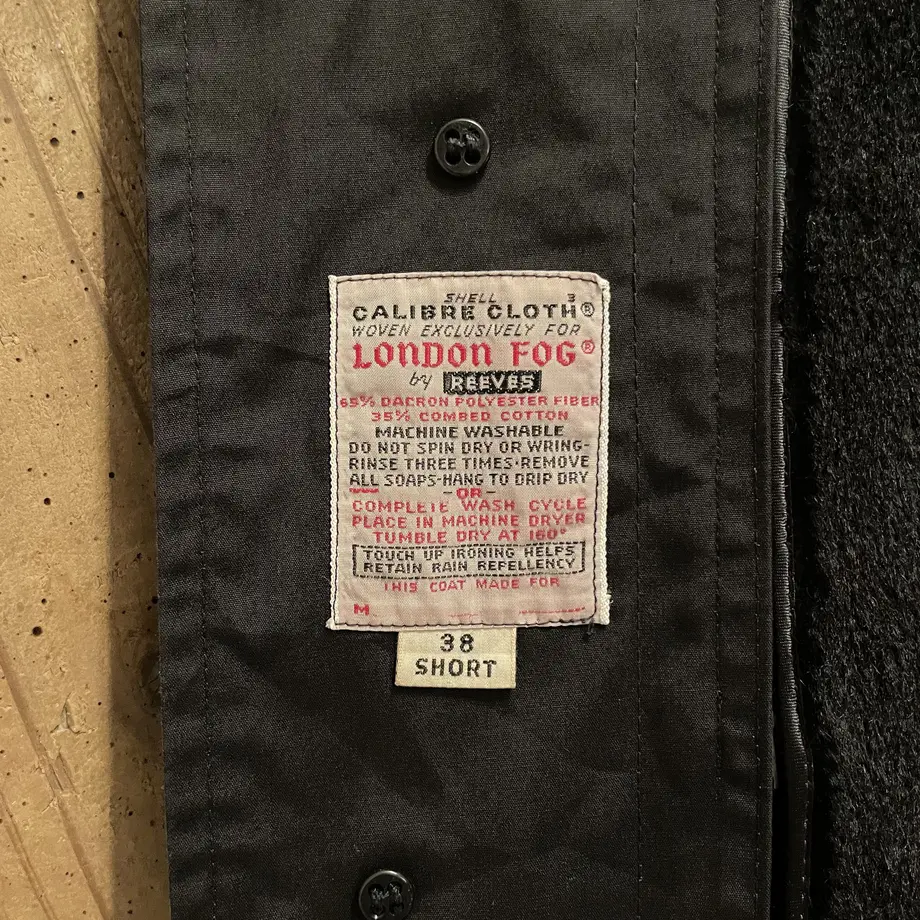 SHELL 3
CALIBRE CLOTH®
WOVEN EXCLUSIVELY FOR
LONDON FOG®
by REEVES
65% DACRON POLYESTER FIBER
35% COMBED COTTON
MACHINE WASHABLE
DO NOT SPIN DRY OR WRING-
RINSE THREE TIMES·REMOVE
ALL SOAPS-HANG TO DRIP DRY
-OR-
COMPLETE WASH CYCLE
PLACE IN MACHINE DRYER
TUMBLE DRY AT 160°
TOUCH UP IRONING HELPS
RETAIN RAIN REPELLENCY
THIS COAT MADE FOR
M
38
SHORT